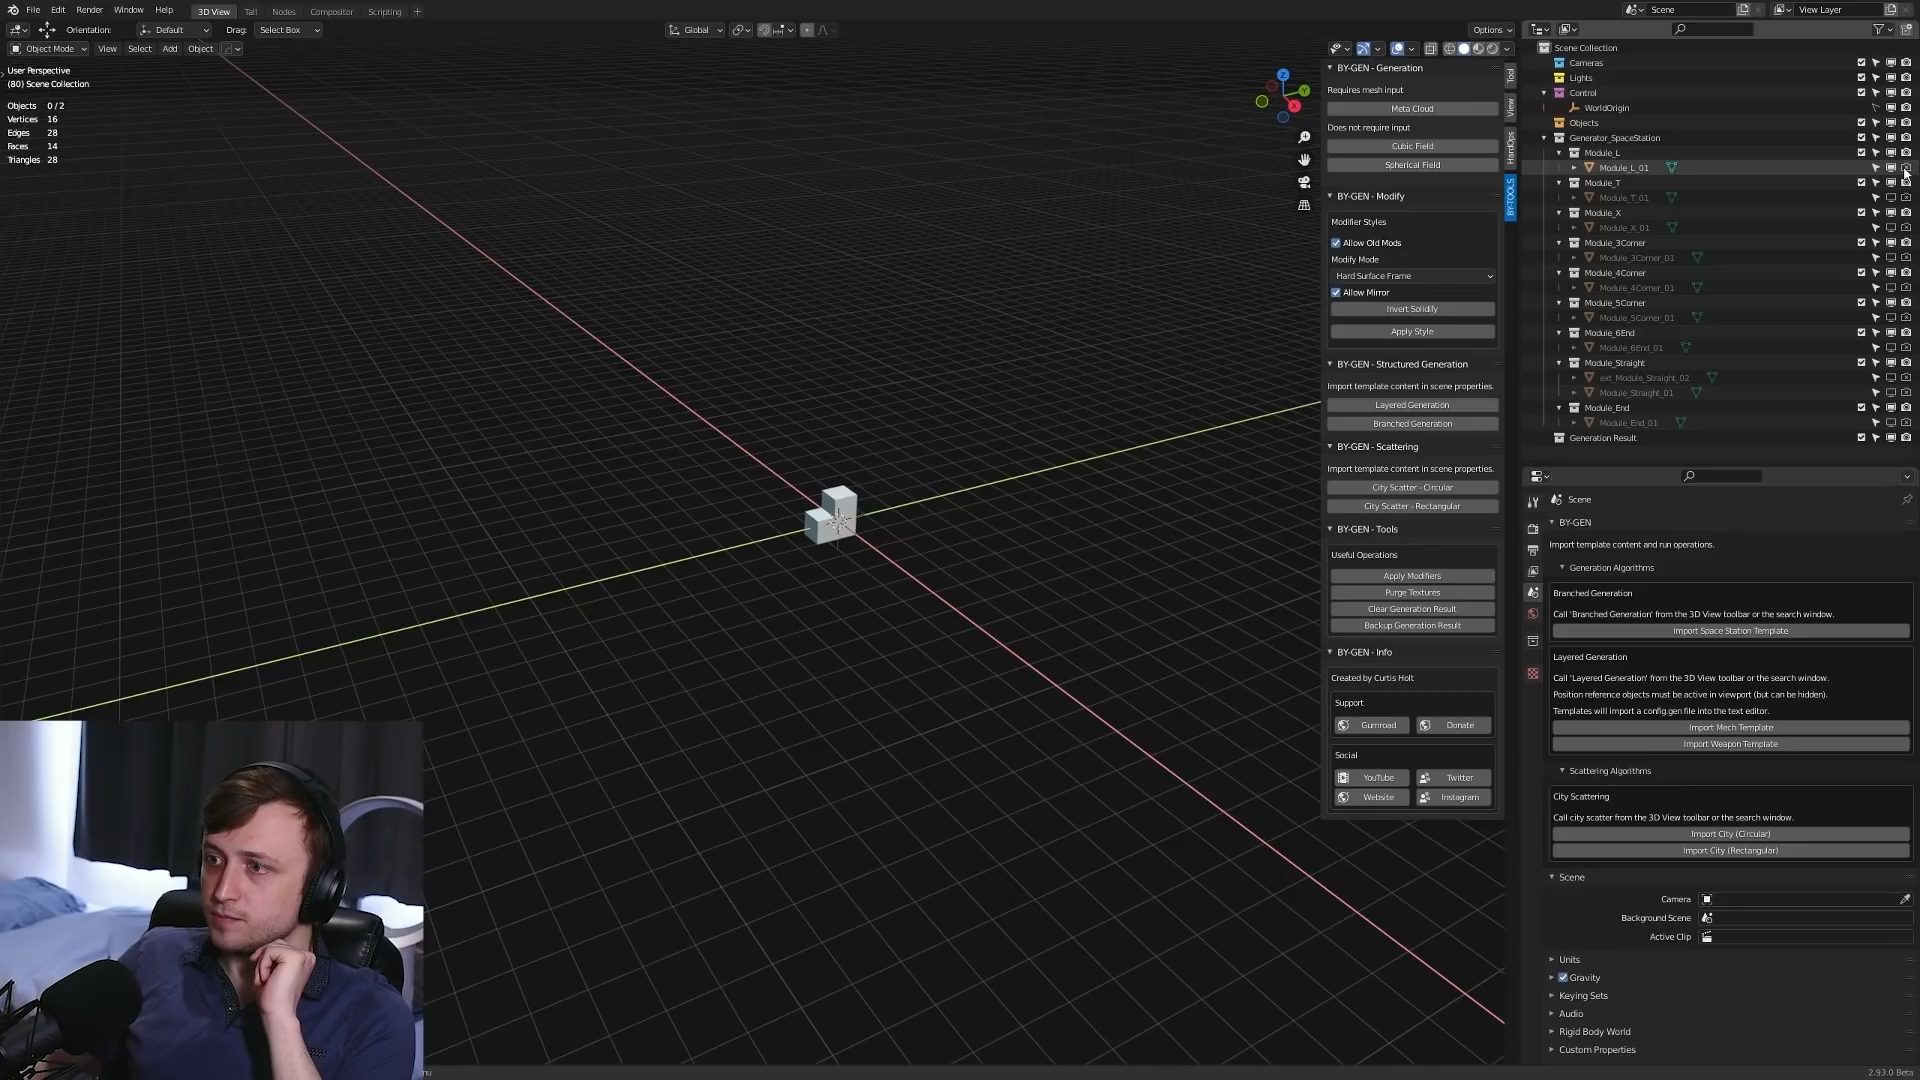 File Edit Render Window Help
3D View Tall Nodes Compositor Scripting +
Scene
View Layer
Orientation: Default Drag: Select Box
Global
Options
Object Mode View Select Add Object
User Perspective
(80) Scene Collection
Objects 0 / 2
Vertices 16
Edges 28
Faces 14
Triangles 28
Z
Y
X
BY-GEN - Generation
Requires mesh input
Meta Cloud
Does not require input
Cubic Field
Spherical Field
BY-GEN - Modify
Modifier Styles
Allow Old Mods
Modify Mode
Hard Surface Frame
Allow Mirror
Invert Solidify
Apply Style
BY-GEN - Structured Generation
Import template content in scene properties.
Layered Generation
Branched Generation
BY-GEN - Scattering
Import template content in scene properties.
City Scatter - Circular
City Scatter - Rectangular
BY-GEN - Tools
Useful Operations
Apply Modifiers
Purge Textures
Clear Generation Result
Backup Generation Result
BY-GEN - Info
Created by Curtis Holt
Support
Gumroad Donate
Social
YouTube Twitter
Website Instagram
Tool
View
HardOps
BY-TOOLS
Scene Collection
Cameras
Lights
Control
WorldOrigin
Objects
Generator_SpaceStation
Module_L
Module_L_01
Module_T
Module_T_01
Module_X
Module_X_01
Module_3Corner
Module_3Corner_01
Module_4Corner
Module_4Corner_01
Module_5Corner
Module_5Corner_01
Module_6End
Module_6End_01
Module_Straight
ext_Module_Straight_02
Module_Straight_01
Module_End
Module_End_01
Generation Result
Scene
BY-GEN
Import template content and run operations.
Generation Algorithms
Branched Generation
Call 'Branched Generation' from the 3D View toolbar or the search window.
Import Space Station Template
Layered Generation
Call 'Layered Generation' from the 3D View toolbar or the search window.
Position reference objects must be active in viewport (but can be hidden).
Templates will import a config.gen file into the text editor.
Import Mech Template
Import Weapon Template
Scattering Algorithms
City Scattering
Call city scatter from the 3D View toolbar or the search window.
Import City (Circular)
Import City (Rectangular)
Scene
Camera
Background Scene
Active Clip
Units
Gravity
Keying Sets
Audio
Rigid Body World
Custom Properties
nu
2.93.0 Beta